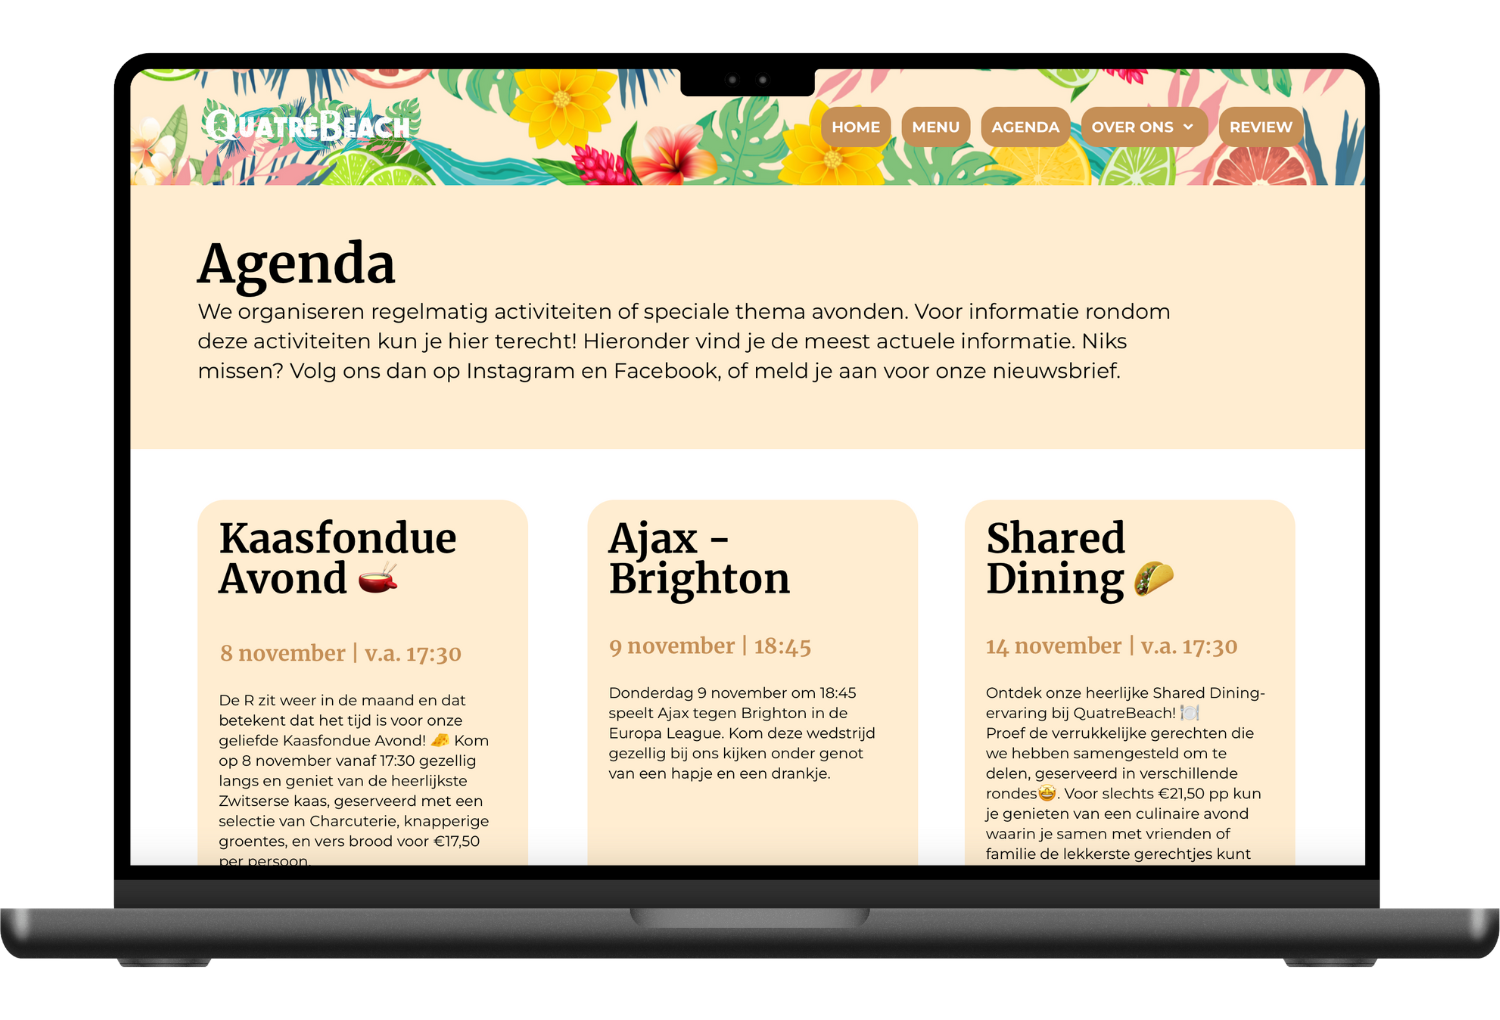 QUATREBEACH
HOME MENU AGENDA OVER ONS REVIEW
Agenda
We organiseren regelmatig activiteiten of speciale thema avonden. Voor informatie rondom
deze activiteiten kun je hier terecht! Hieronder vind je de meest actuele informatie. Niks
missen? Volg ons dan op Instagram en Facebook, of meld je aan voor onze nieuwsbrief.
Kaasfondue
Avond
8 november | v.a. 17:30
De R zit weer in de maand en dat
betekent dat het tijd is voor onze
geliefde Kaasfondue Avond! 🧀 Kom
op 8 november vanaf 17:30 gezellig
langs en geniet van de heerlijkste
Zwitserse kaas, geserveerd met een
selectie van Charcuterie, knapperige
groentes, en vers brood voor €17,50
per persoon.
Ajax -
Brighton
9 november | 18:45
Donderdag 9 november om 18:45
speelt Ajax tegen Brighton in de
Europa League. Kom deze wedstrijd
gezellig bij ons kijken onder genot
van een hapje en een drankje.
Shared
Dining 🌮
14 november | v.a. 17:30
Ontdek onze heerlijke Shared Dining-
ervaring bij QuatreBeach! 🍽️
Proef de verrukkelijke gerechten die
we hebben samengesteld om te
delen, geserveerd in verschillende
rondes🤩. Voor slechts €21,50 pp kun
je genieten van een culinaire avond
waarin je samen met vrienden of
familie de lekkerste gerechtjes kunt